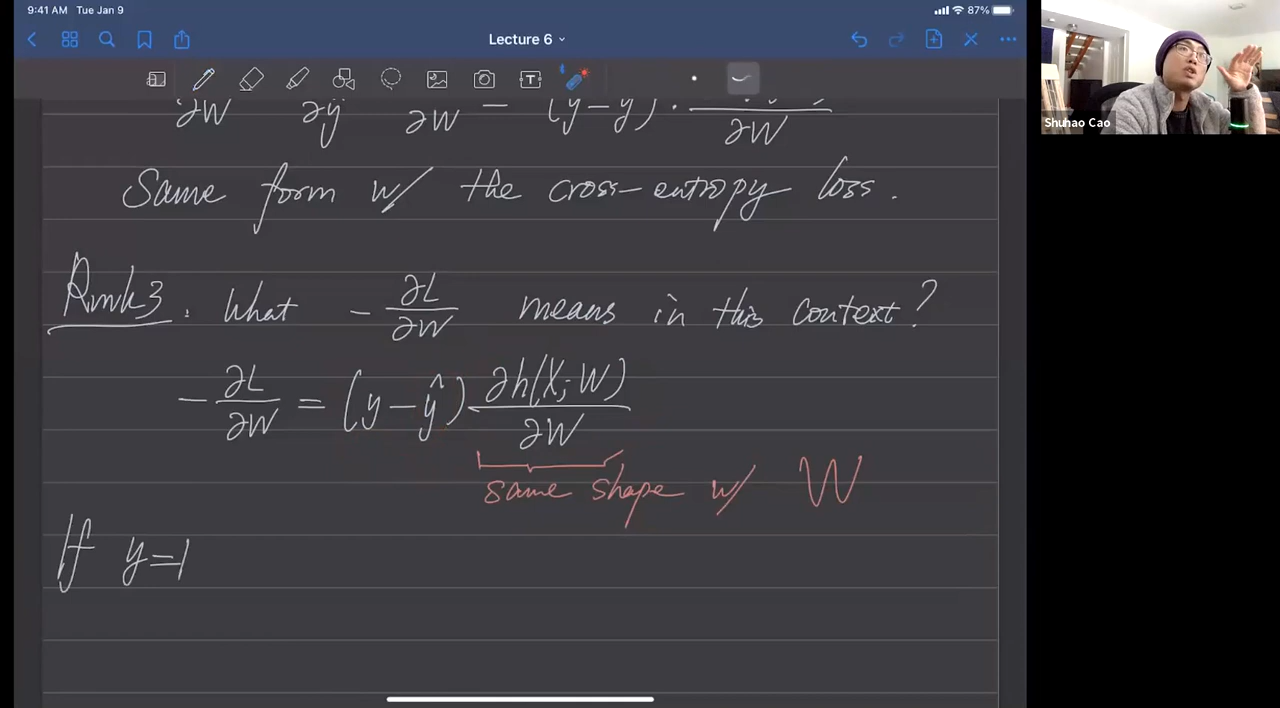 9:41 AM Tue Jan 9
87%
Lecture 6
Shuhao Cao
∂W ∂ŷ ∂W = (ŷ-y) · ∂W
Same form w/ the cross-entropy loss.
Rmk3. What -∂L/∂W means in this context?
-∂L/∂W = (y-ŷ) ∂h(X;W)/∂W
same shape w/ W
If y=1